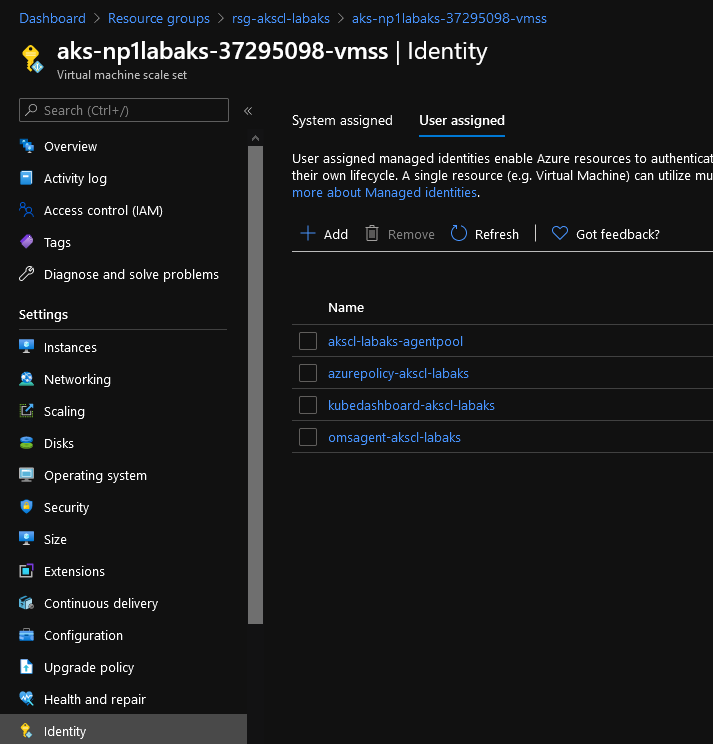 Dashboard > Resource groups > rsg-akscl-labaks > aks-np1labaks-37295098-vmss
aks-np1labaks-37295098-vmss | Identity
Virtual machine scale set
Search (Ctrl+/)
«
Overview
Activity log
Access control (IAM)
Tags
Diagnose and solve problems
Settings
Instances
Networking
Scaling
Disks
Operating system
Security
Size
Extensions
Continuous delivery
Configuration
Upgrade policy
Health and repair
Identity
System assigned User assigned
User assigned managed identities enable Azure resources to authenticat
their own lifecycle. A single resource (e.g. Virtual Machine) can utilize mu
more about Managed identities.
Add Remove Refresh | Got feedback?
Name
akscl-labaks-agentpool
azurepolicy-akscl-labaks
kubedashboard-akscl-labaks
omsagent-akscl-labaks